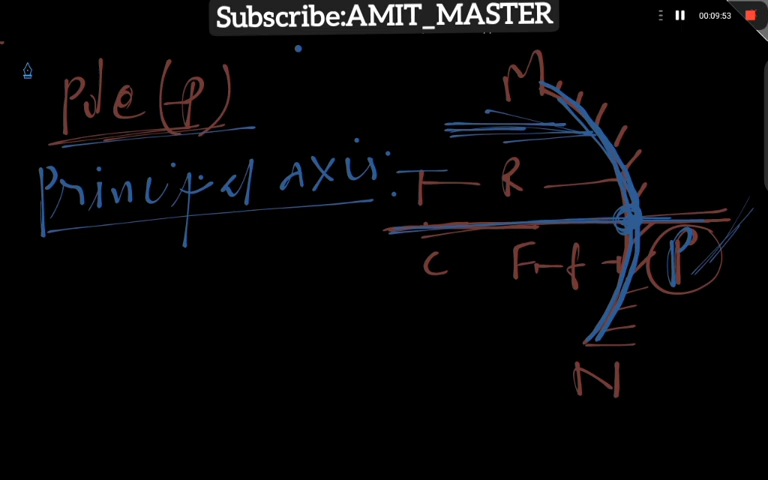 Subscribe:AMIT_MASTER
00:09:53
Pole (P)
M
Principal axis:-
R
C
F
f
P
N